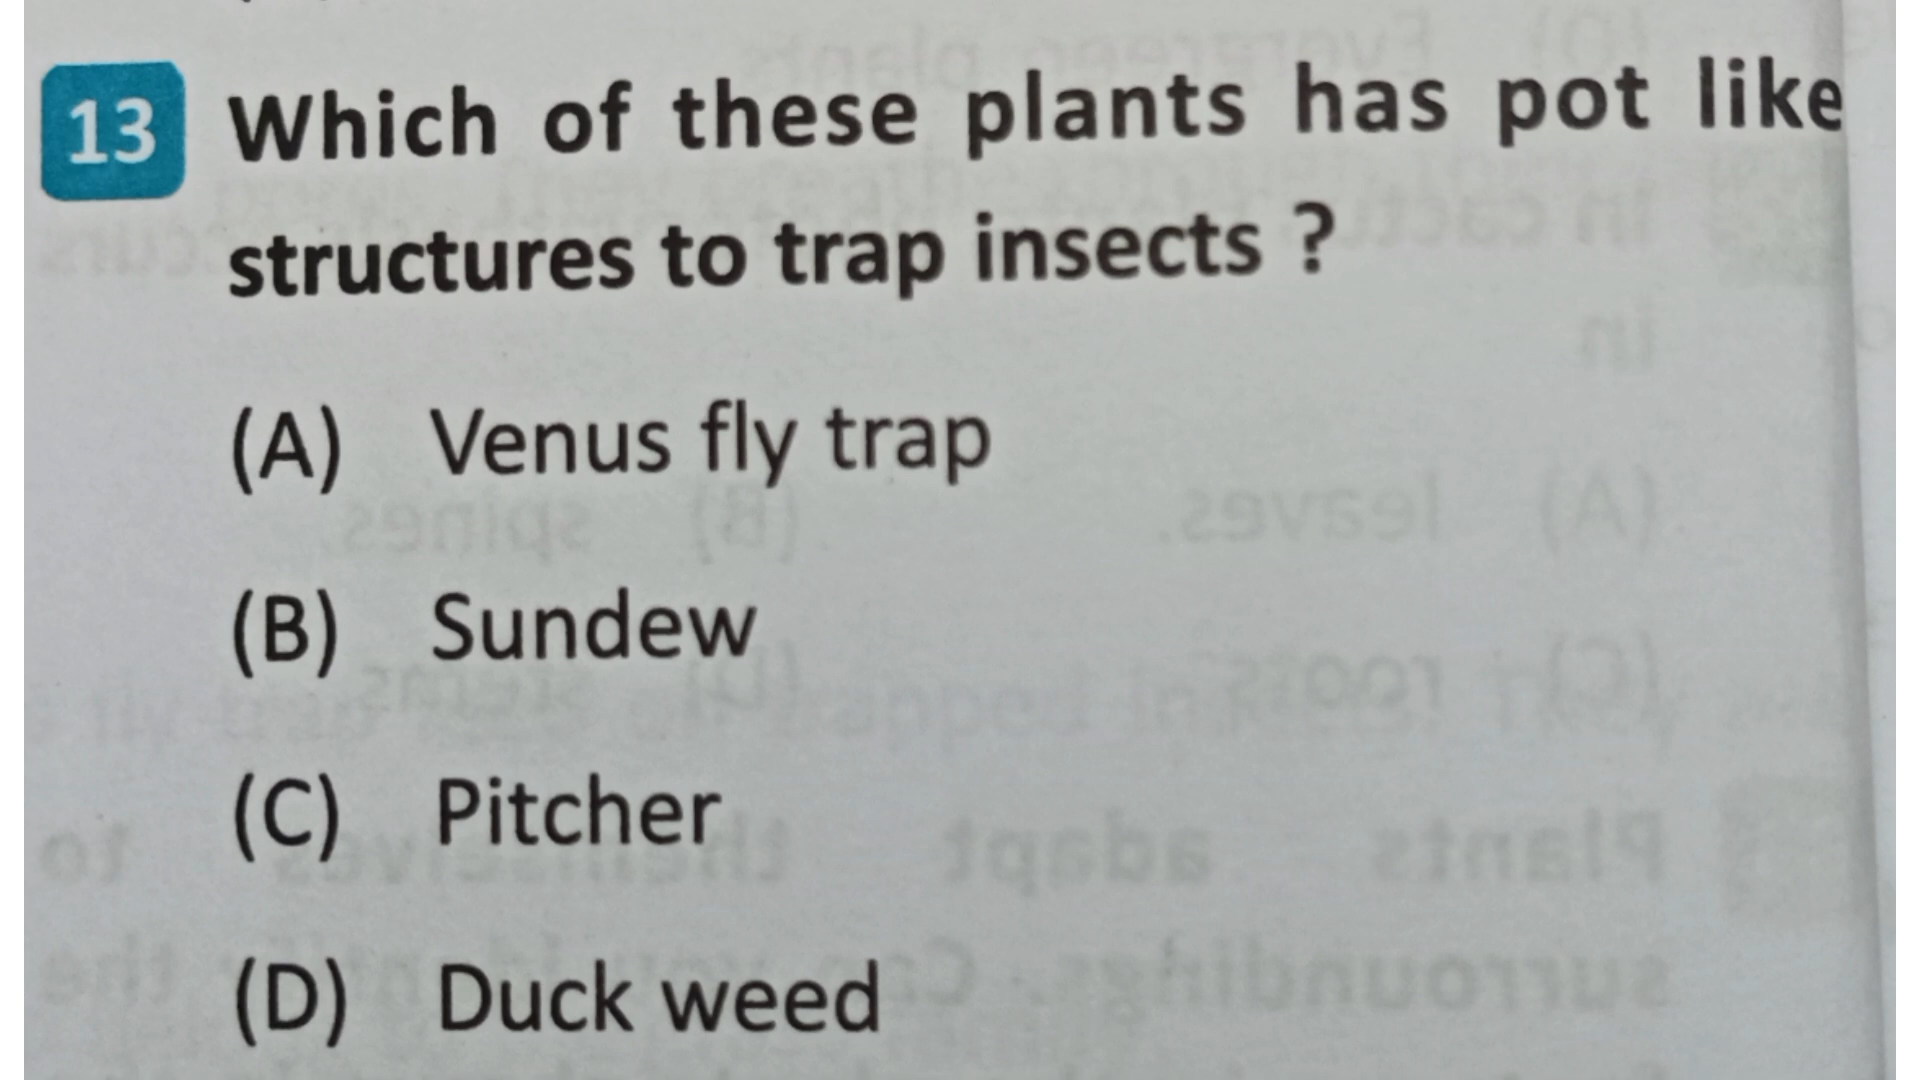 13 Which of these plants has pot like
structures to trap insects ?
(A) Venus fly trap
(B) Sundew
(C) Pitcher
(D) Duck weed